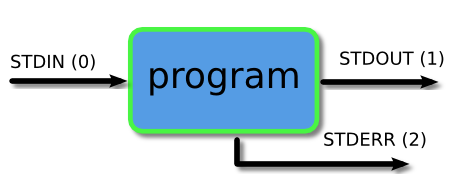 STDIN (0)
program
STDOUT (1)
STDERR (2)